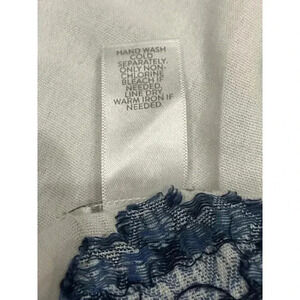 HAND WASH
COLD
SEPARATELY.
ONLY NON-
CHLORINE
BLEACH IF
NEEDED,
LINE DRY,
WARM IRON IF
NEEDED.